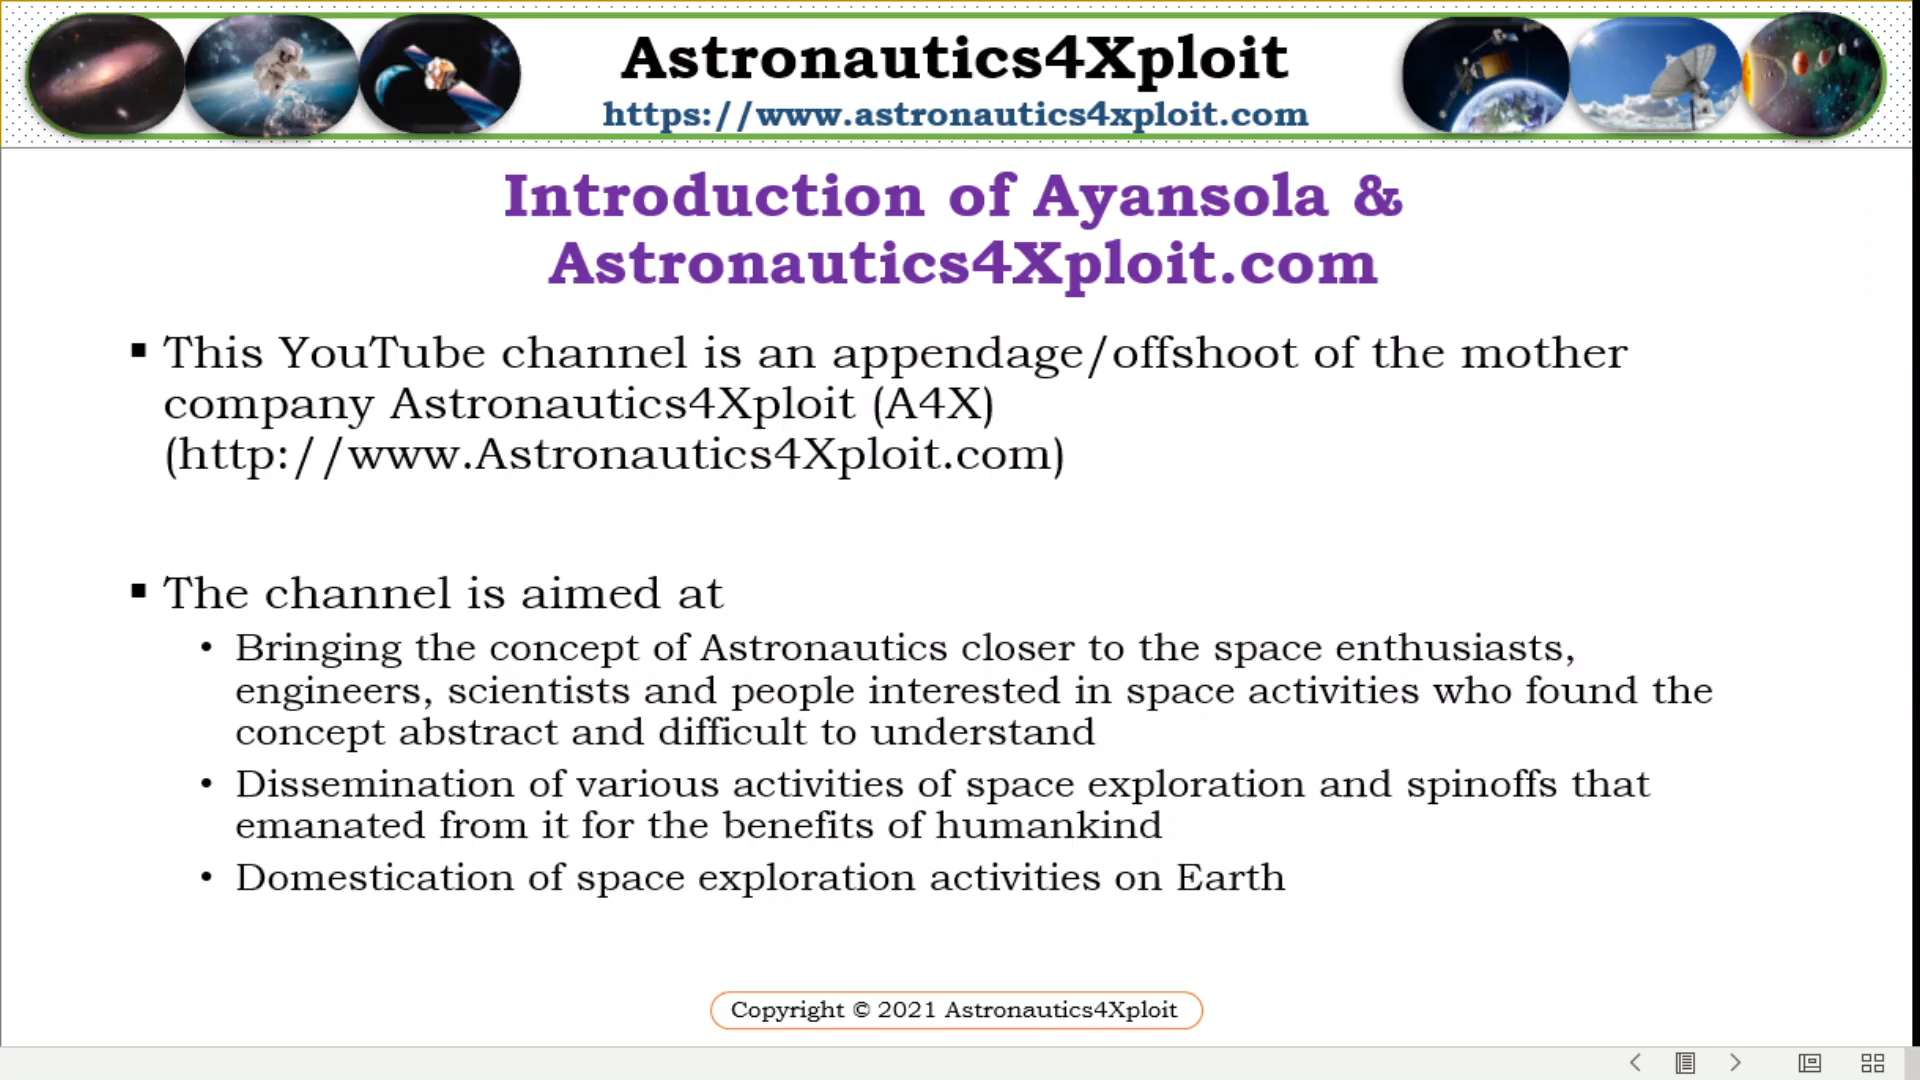 Astronautics4Xploit
https://www.astronautics4xploit.com
Introduction of Ayansola &
Astronautics4Xploit.com
▪ This YouTube channel is an appendage/offshoot of the mother
company Astronautics4Xploit (A4X)
(http://www.Astronautics4Xploit.com)
▪ The channel is aimed at
• Bringing the concept of Astronautics closer to the space enthusiasts,
engineers, scientists and people interested in space activities who found the
concept abstract and difficult to understand
• Dissemination of various activities of space exploration and spinoffs that
emanated from it for the benefits of humankind
• Domestication of space exploration activities on Earth
Copyright © 2021 Astronautics4Xploit